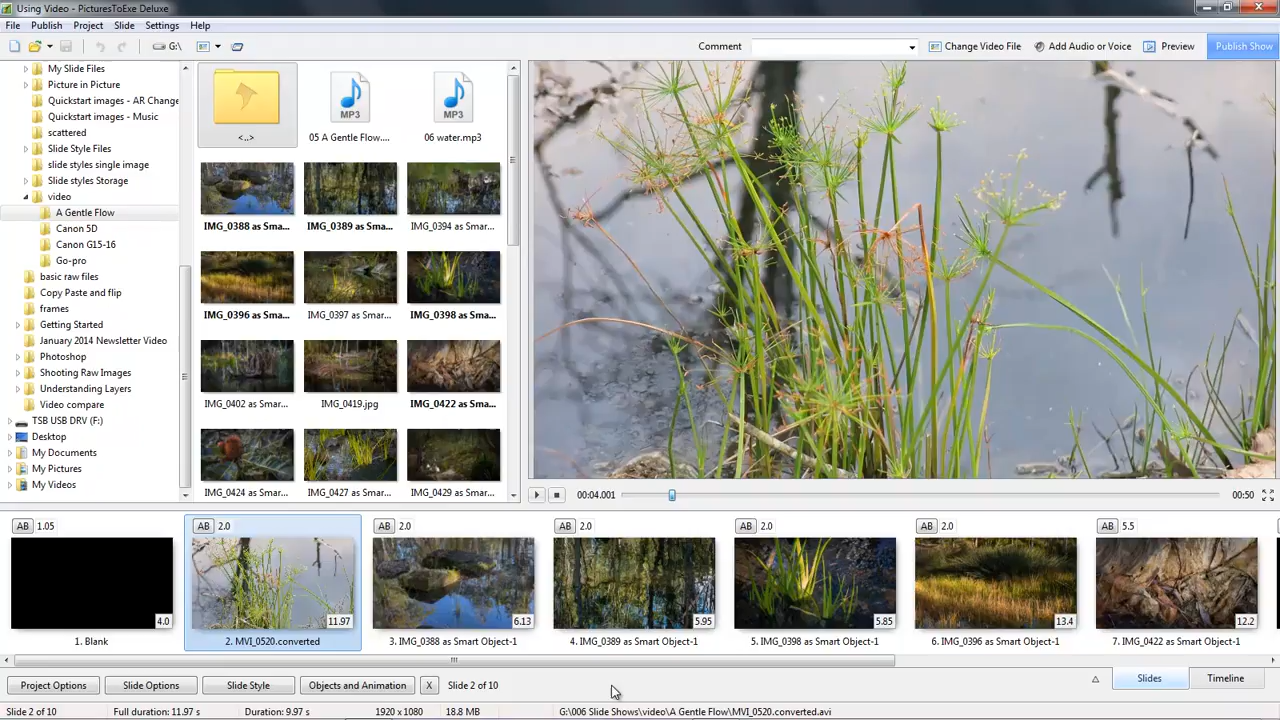 Using Video - PicturesToExe Deluxe
File Publish Project Slide Settings Help
G:\ Comment Change Video File Add Audio or Voice Preview Publish Show
My Slide Files
Picture in Picture
Quickstart images - AR Change
Quickstart images - Music
scattered
Slide Style Files
slide styles single image
Slide styles Storage
video
A Gentle Flow
Canon 5D
Canon G15-16
Go-pro
basic raw files
Copy Paste and flip
frames
Getting Started
January 2014 Newsletter Video
Photoshop
Shooting Raw Images
Understanding Layers
Video compare
TSB USB DRV (F:)
Desktop
My Documents
My Pictures
My Videos
MP3 MP3
<..> 05 A Gentle Flow.... 06 water.mp3
IMG_0388 as Sma... IMG_0389 as Sma... IMG_0394 as Smar...
IMG_0396 as Sma... IMG_0397 as Smar... IMG_0398 as Sma...
IMG_0402 as Smar... IMG_0419.jpg IMG_0422 as Sma...
IMG_0424 as Smar... IMG_0427 as Smar... IMG_0429 as Smar...
00:04.001 00:50
AB 1.05 AB 2.0 AB 2.0 AB 2.0 AB 2.0 AB 2.0 AB 5.5
4.0 11.97 6.13 5.95 5.85 13.4 12.2
1. Blank 2. MVI_0520.converted 3. IMG_0388 as Smart Object-1 4. IMG_0389 as Smart Object-1 5. IMG_0398 as Smart Object-1 6. IMG_0396 as Smart Object-1 7. IMG_0422 as Smart Object-1
Project Options Slide Options Slide Style Objects and Animation X Slide 2 of 10 Slides Timeline
Slide 2 of 10 Full duration: 11.97 s Duration: 9.97 s 1920 x 1080 18.8 MB G:\006 Slide Shows\video\A Gentle Flow\MVI_0520.converted.avi